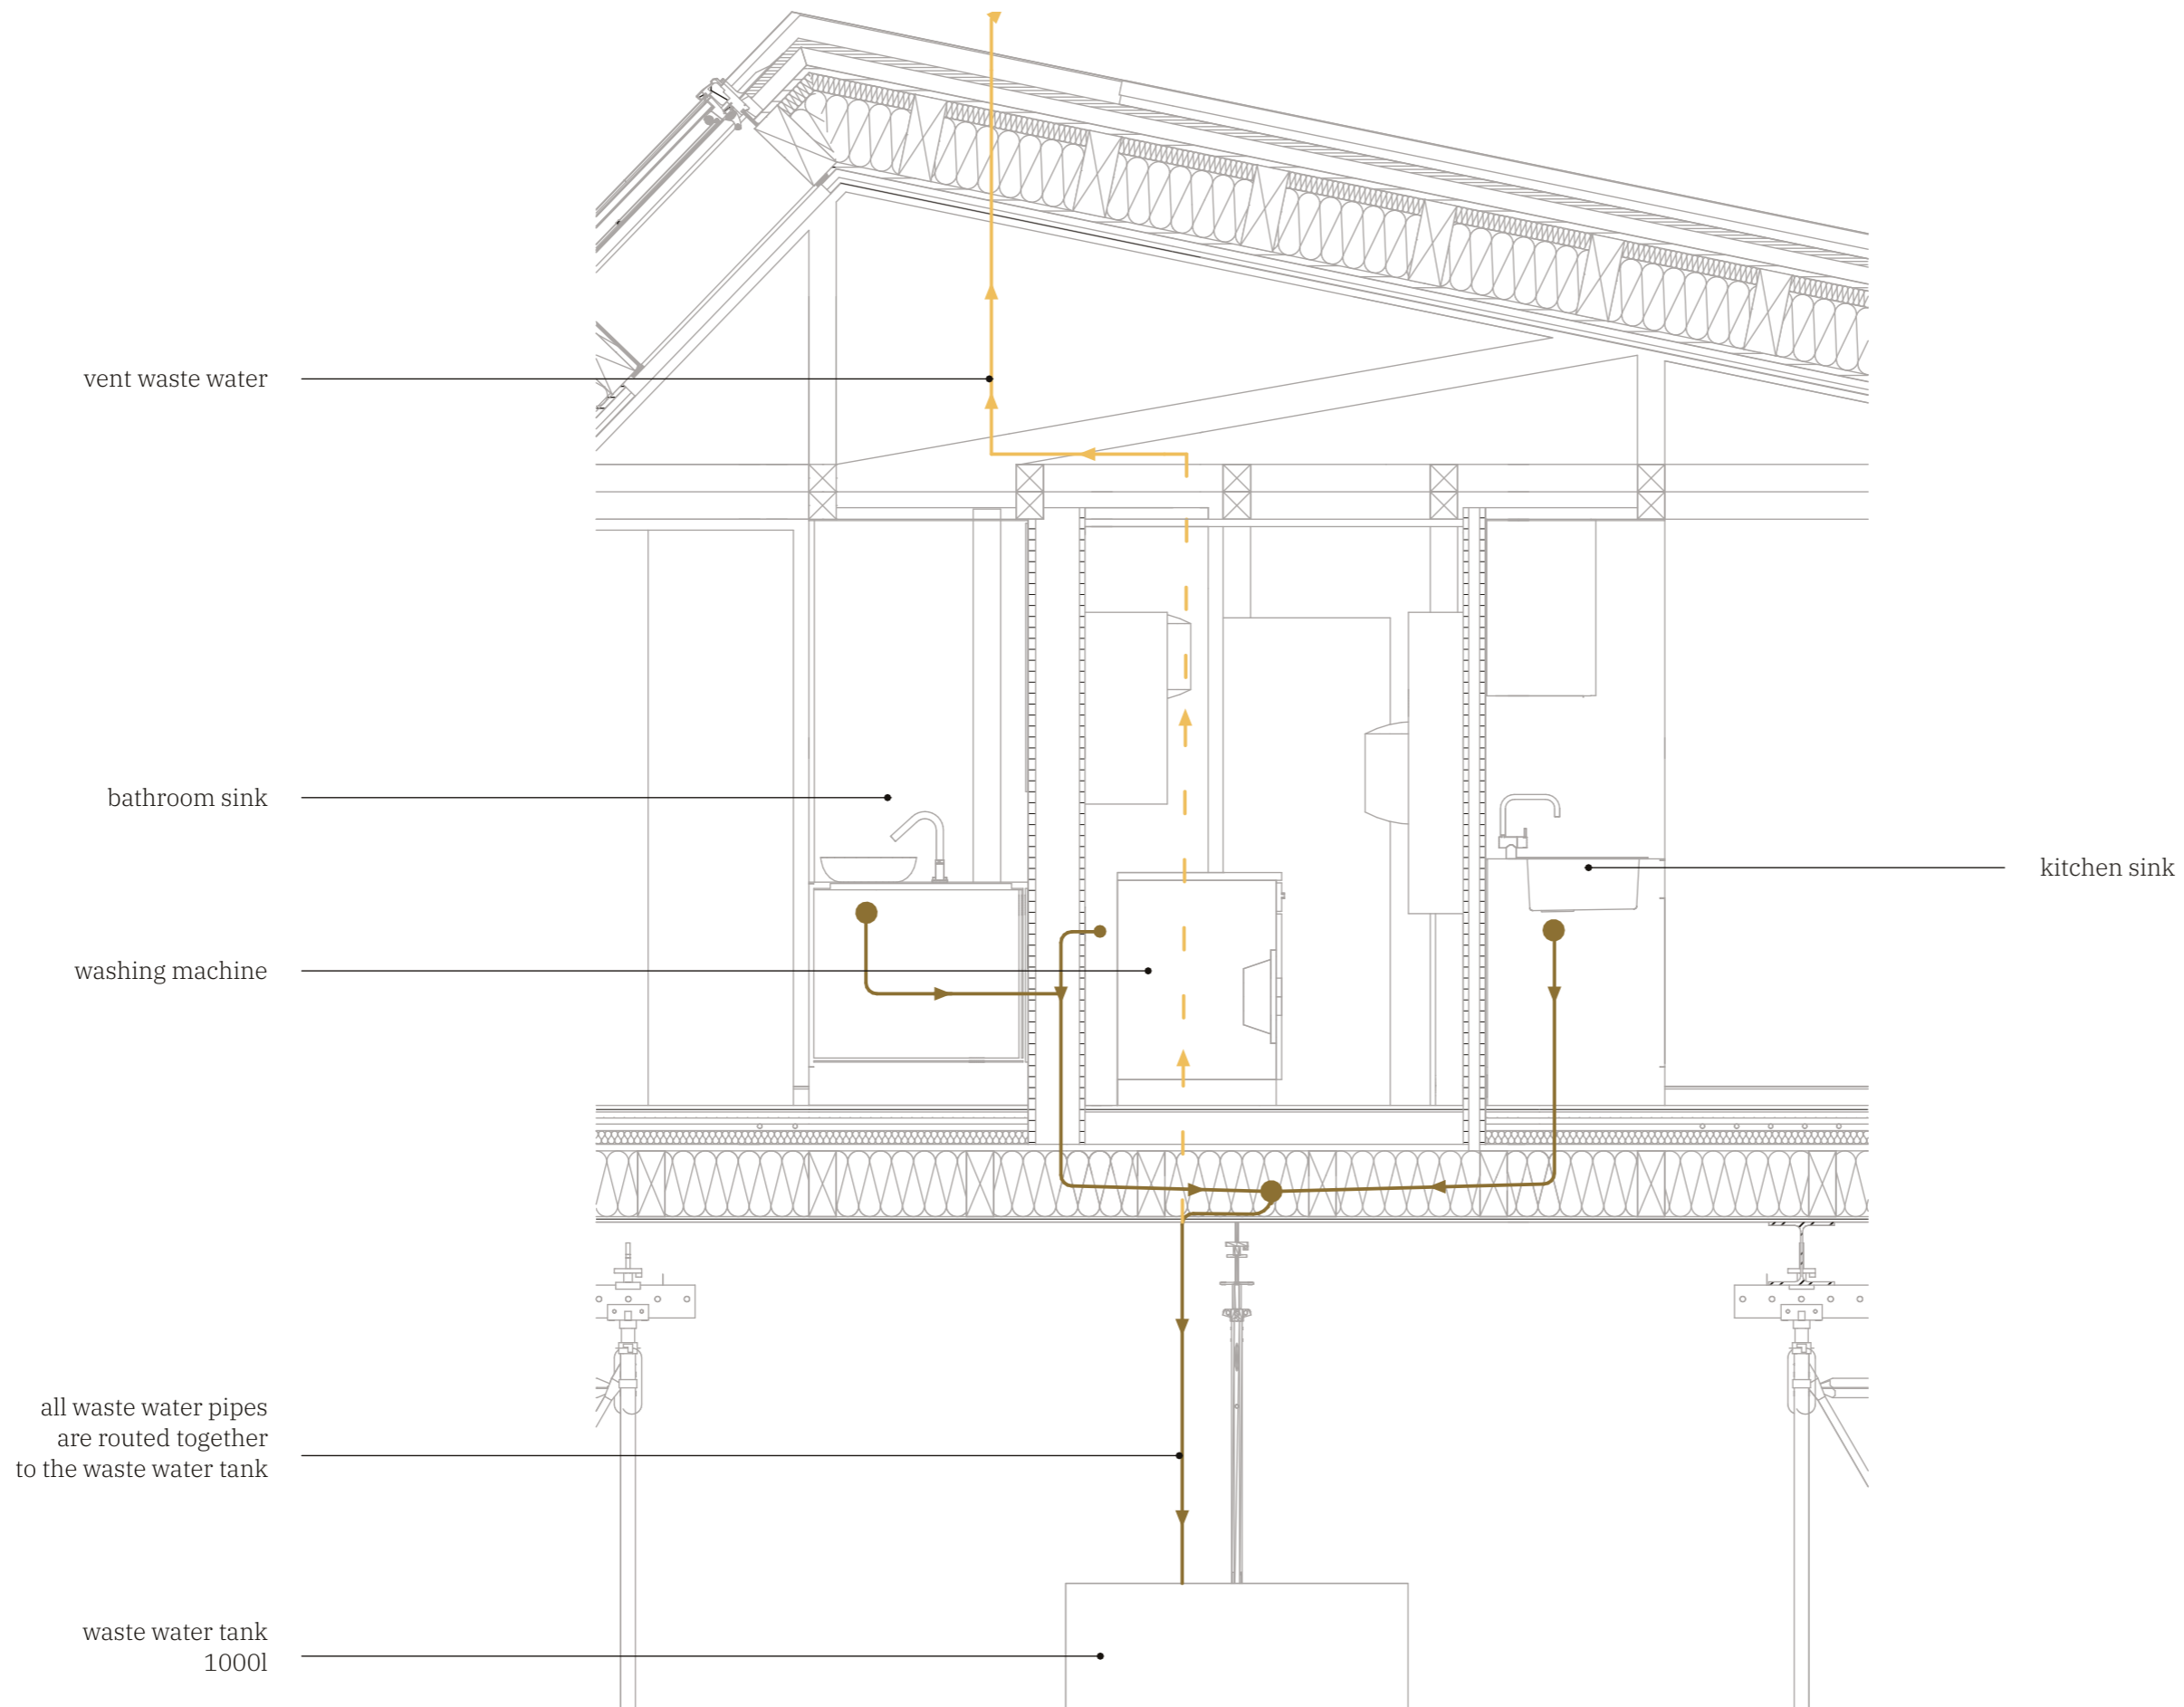 vent waste water
bathroom sink
kitchen sink
washing machine
all waste water pipes
are routed together
to the waste water tank
waste water tank
1000l